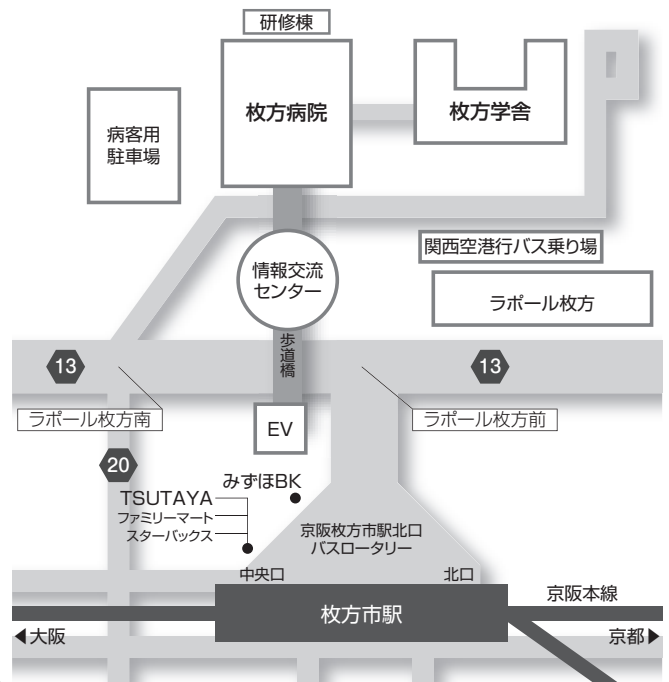 研修棟
枚方病院
枚方学舎
病客用
駐車場
関西空港行バス乗り場
情報交流
センター
ラポール枚方
歩道橋
13
13
ラポール枚方南
ラポール枚方前
EV
20
みずほBK
TSUTAYA
ファミリーマート
スターバックス
京阪枚方市駅北口
バスロータリー
中央口
北口
京阪本線
枚方市駅
◀大阪
京都▶